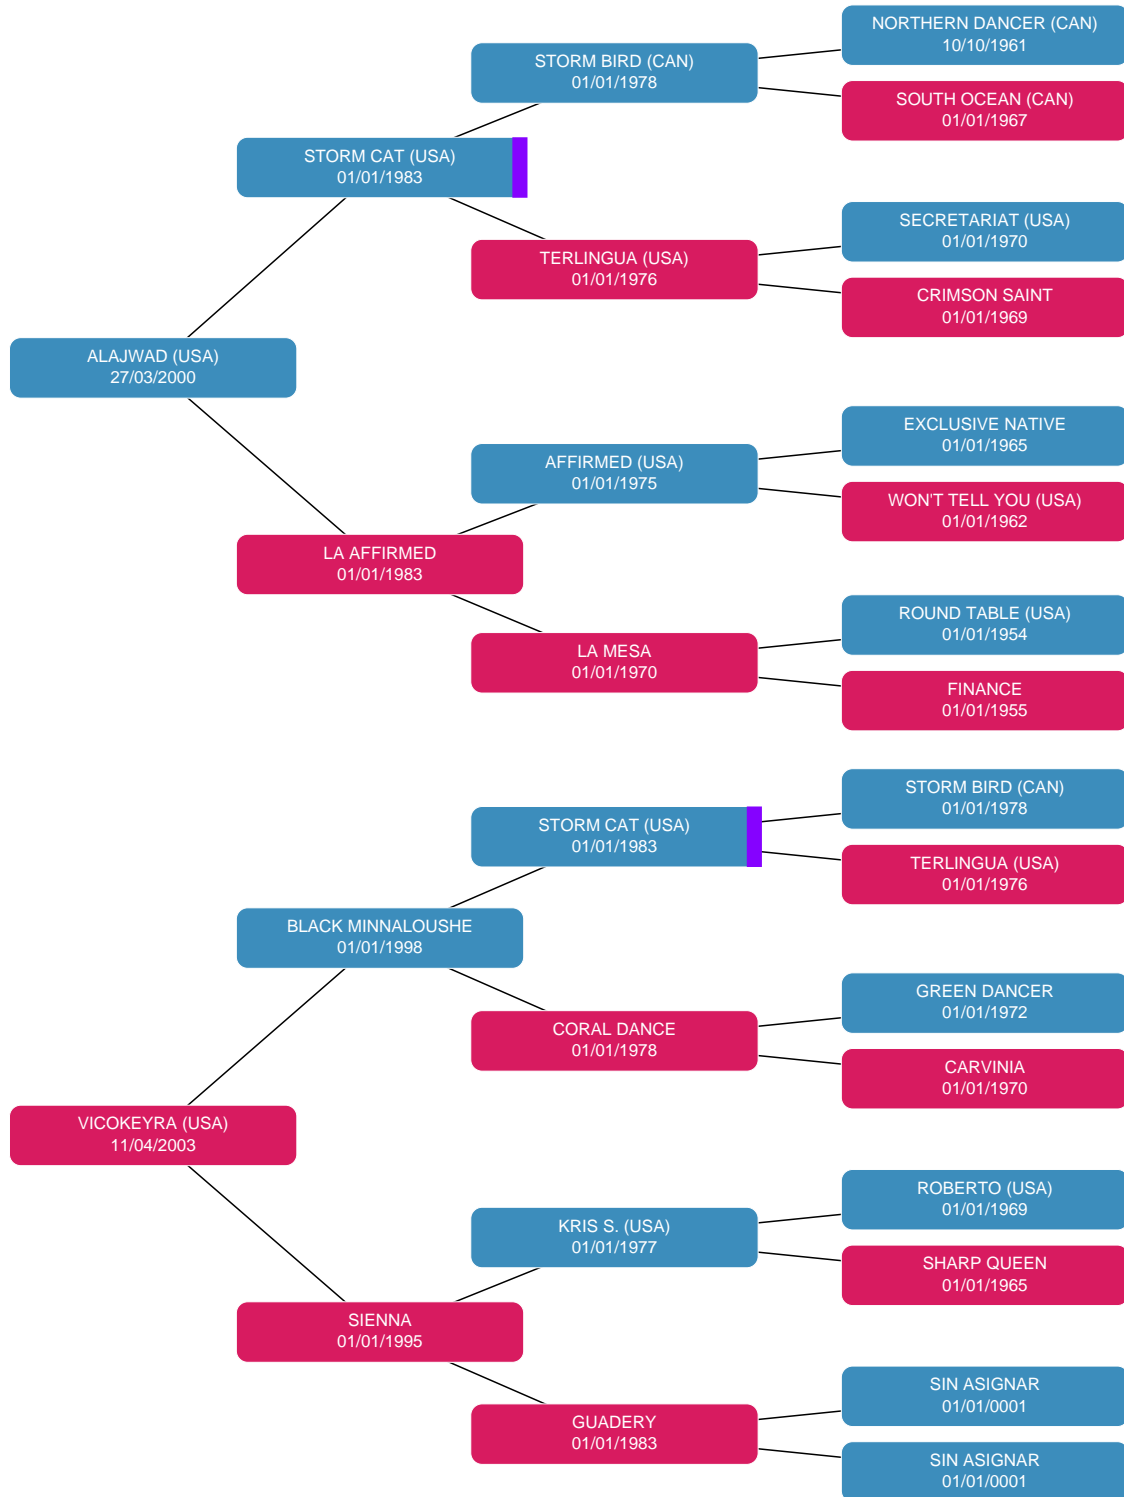 NORTHERN DANCER (CAN)
10/10/1961
STORM BIRD (CAN)
01/01/1978
SOUTH OCEAN (CAN)
01/01/1967
STORM CAT (USA)
01/01/1983
SECRETARIAT (USA)
01/01/1970
TERLINGUA (USA)
01/01/1976
CRIMSON SAINT
01/01/1969
ALAJWAD (USA)
27/03/2000
EXCLUSIVE NATIVE
01/01/1965
AFFIRMED (USA)
01/01/1975
WON'T TELL YOU (USA)
01/01/1962
LA AFFIRMED
01/01/1983
ROUND TABLE (USA)
01/01/1954
LA MESA
01/01/1970
FINANCE
01/01/1955
STORM BIRD (CAN)
01/01/1978
STORM CAT (USA)
01/01/1983
TERLINGUA (USA)
01/01/1976
BLACK MINNALOUSHE
01/01/1998
GREEN DANCER
01/01/1972
CORAL DANCE
01/01/1978
CARVINIA
01/01/1970
VICOKEYRA (USA)
11/04/2003
ROBERTO (USA)
01/01/1969
KRIS S. (USA)
01/01/1977
SHARP QUEEN
01/01/1965
SIENNA
01/01/1995
SIN ASIGNAR
01/01/0001
GUADERY
01/01/1983
SIN ASIGNAR
01/01/0001